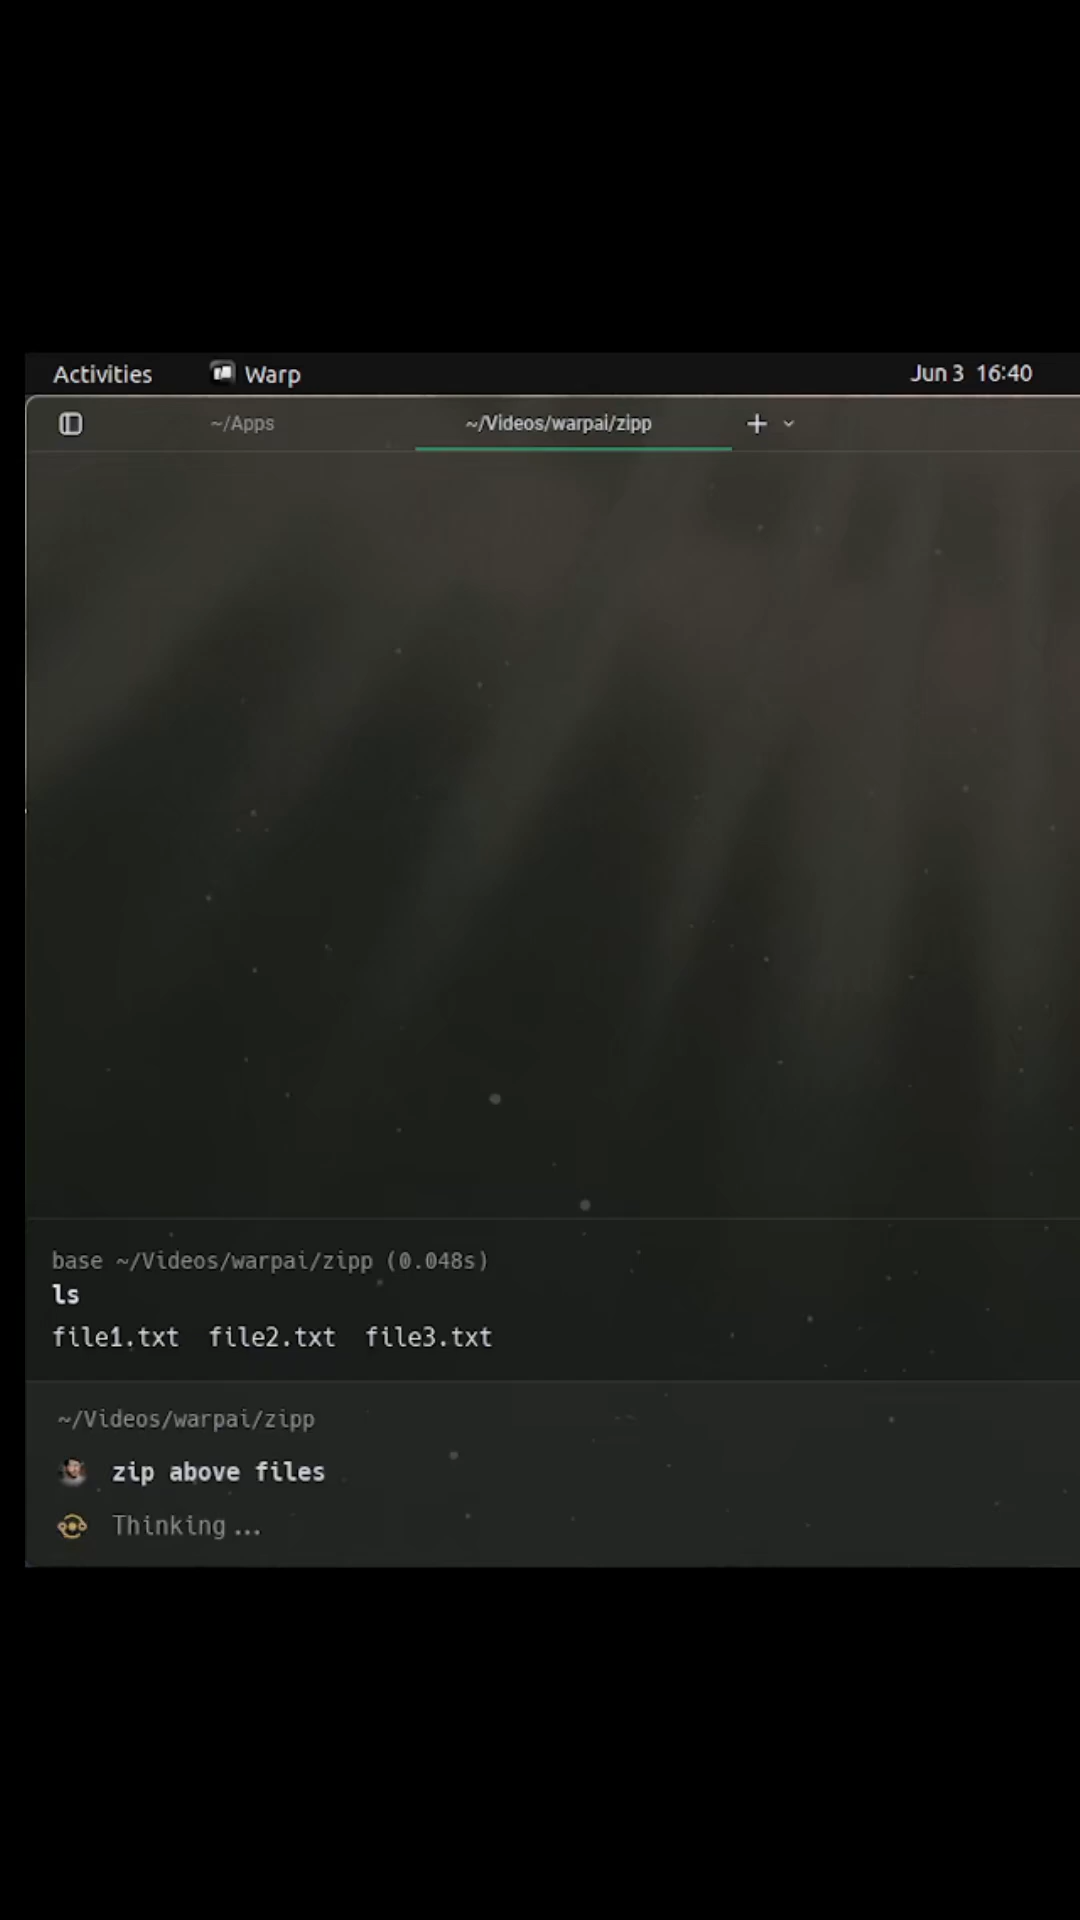 Activities Warp Jun 3 16:40
~/Apps ~/Videos/warpai/zipp
base ~/Videos/warpai/zipp (0.048s)
ls
file1.txt file2.txt file3.txt
~/Videos/warpai/zipp
zip above files
Thinking...